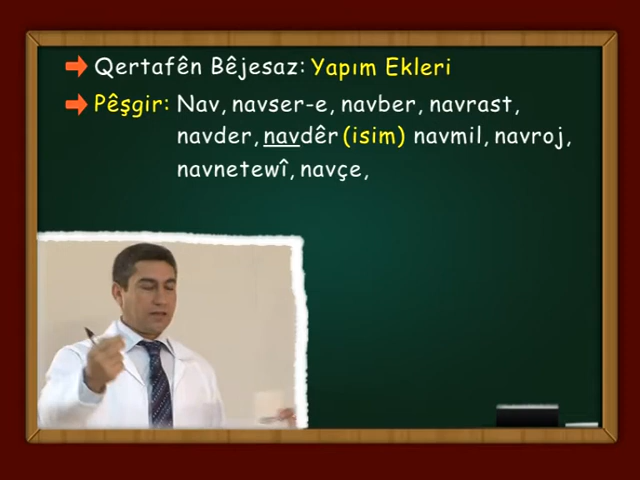 Qertafên Bêjesaz: Yapım Ekleri
Pêşgir: Nav, navser-e, navber, navrast,
navder, navdêr (isim) navmil, navroj,
navnetewî, navçe,